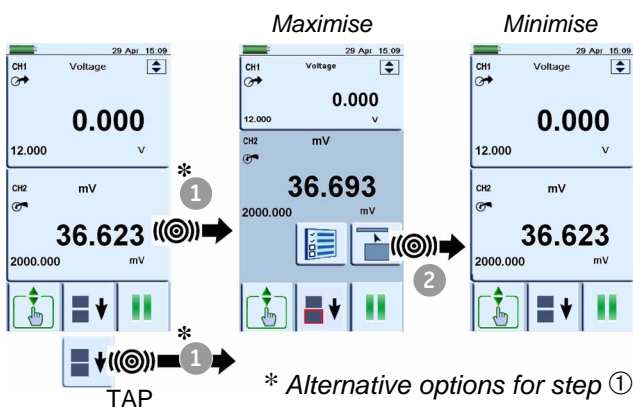 Maximise
Minimise
29 Apr 15:09
CH1 Voltage
0.000
12.000 V
CH2 mV
36.623
2000.000 mV
* 1
29 Apr 15:09
CH1 Voltage
0.000
12.000 V
CH2 mV
36.693
2000.000 mV
2
29 Apr 15:09
CH1 Voltage
0.000
12.000 V
CH2 mV
36.623
2000.000 mV
* 1
TAP
* Alternative options for step ①